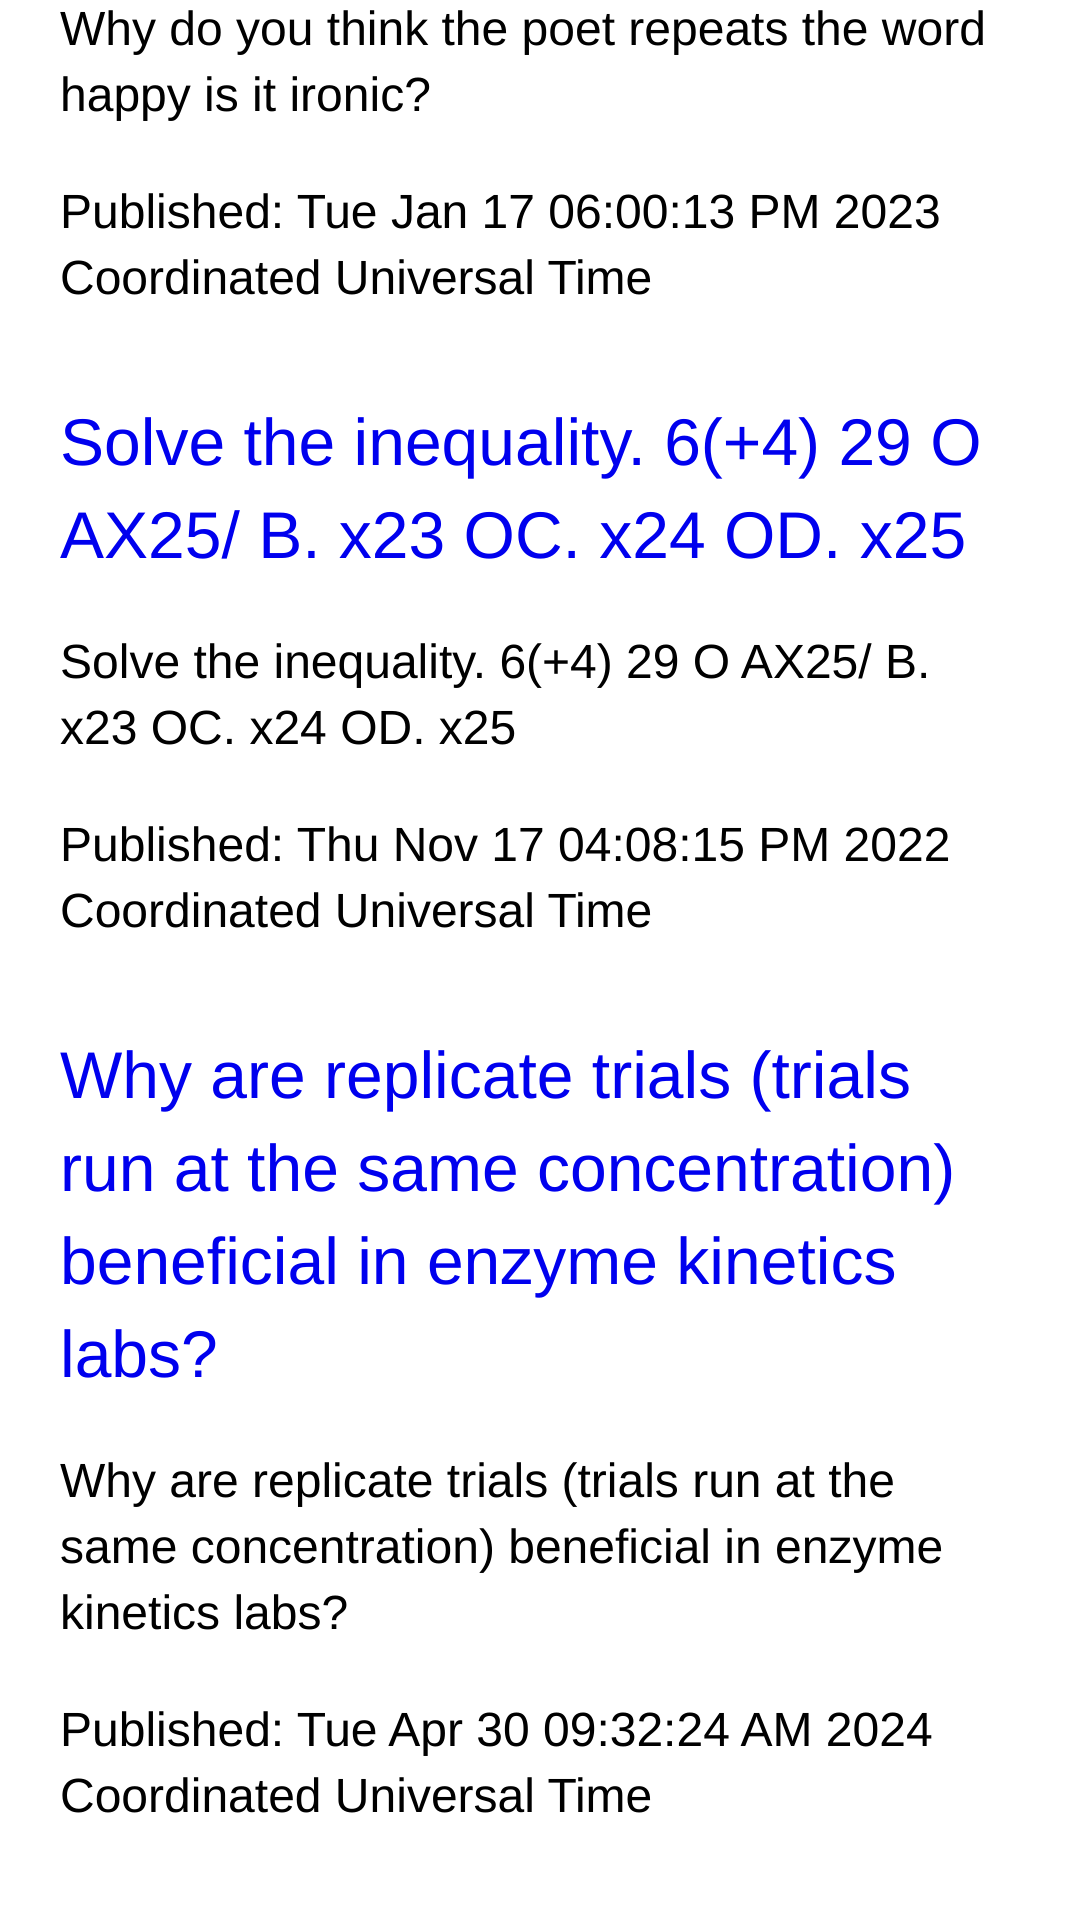 Why do you think the poet repeats the word
happy is it ironic?
Published: Tue Jan 17 06:00:13 PM 2023
Coordinated Universal Time
Solve the inequality. 6(+4) 29 O
AX25/ B. x23 OC. x24 OD. x25
Solve the inequality. 6(+4) 29 O AX25/ B.
x23 OC. x24 OD. x25
Published: Thu Nov 17 04:08:15 PM 2022
Coordinated Universal Time
Why are replicate trials (trials
run at the same concentration)
beneficial in enzyme kinetics
labs?
Why are replicate trials (trials run at the
same concentration) beneficial in enzyme
kinetics labs?
Published: Tue Apr 30 09:32:24 AM 2024
Coordinated Universal Time